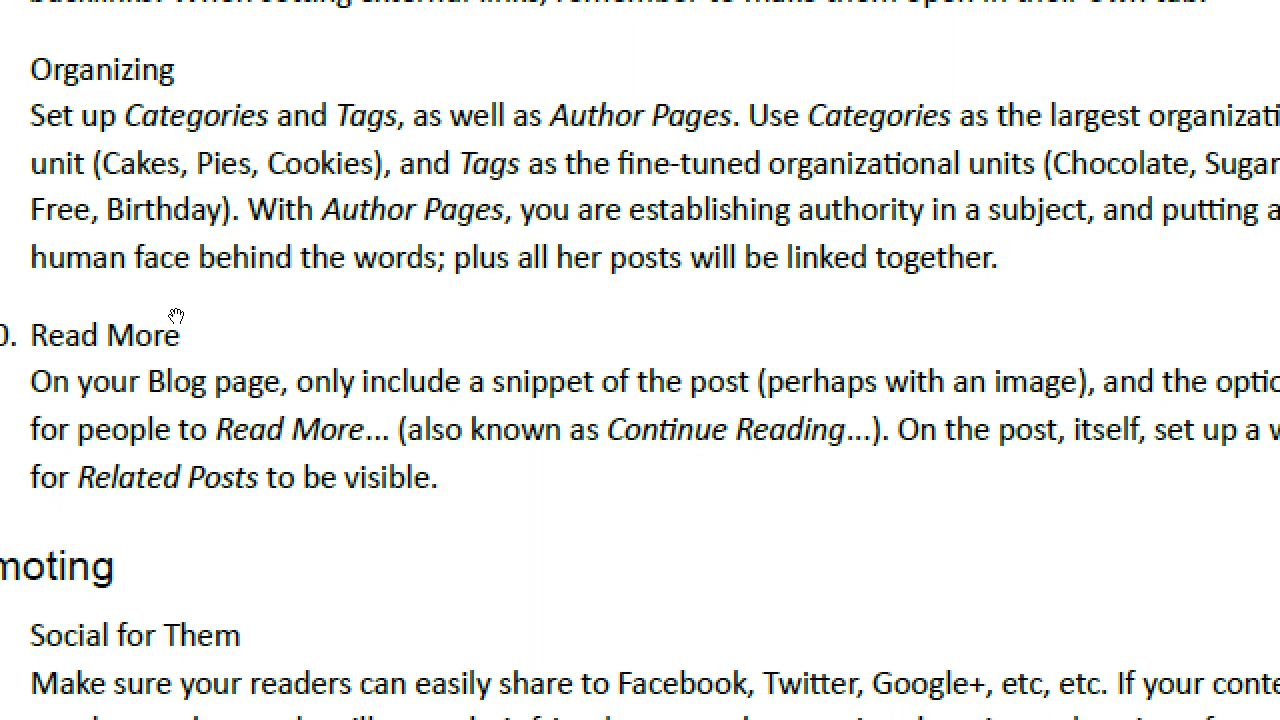 Organizing
Set up Categories and Tags, as well as Author Pages. Use Categories as the largest
unit (Cakes, Pies, Cookies), and Tags as the fine-tuned organizational units (Chocolate, Sugar
Free, Birthday). With Author Pages, you are establishing authority in a subject, and putting a
human face behind the words; plus all her posts will be linked together.
0. Read More
On your Blog page, only include a snippet of the post (perhaps with an image), and the
for people to Read More... (also known as Continue Reading...). On the post, itself, set up a
for Related Posts to be visible.
moting
Social for Them
Make sure your readers can easily share to Facebook, Twitter, Google+, etc, etc. If your